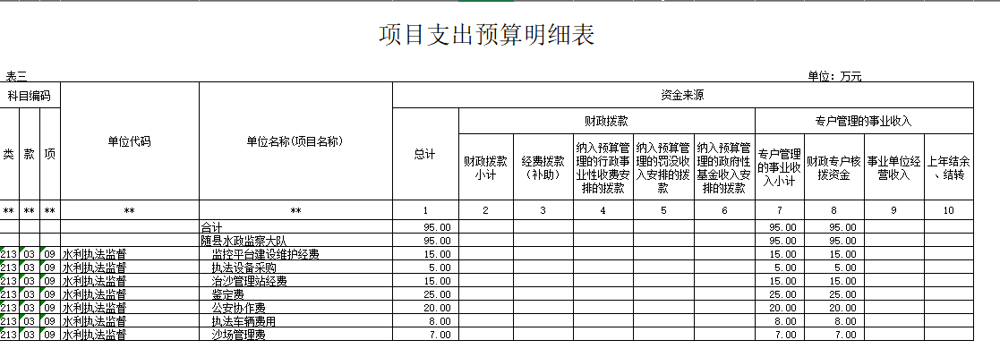 项目支出预算明细表
表三 单位：万元
科目编码 单位代码 单位名称(项目名称) 资金来源
类 款 项 总计 财政拨款 专户管理的事业收入
财政拨款小计 经费拨款（补助） 纳入预算管理的行政事业性收费安排的拨款 纳入预算管理的罚没收入安排的拨款 纳入预算管理的政府性基金收入安排的拨款 专户管理的事业收入小计 财政专户核拨资金 事业单位经营收入 上年结余、结转
** ** ** ** ** 1 2 3 4 5 6 7 8 9 10
合计 95.00 95.00 95.00
随县水政监察大队 95.00 95.00 95.00
213 03 09 水利执法监督 监控平台建设维护经费 15.00 15.00 15.00
213 03 09 水利执法监督 执法设备采购 5.00 5.00 5.00
213 03 09 水利执法监督 治沙管理站经费 15.00 15.00 15.00
213 03 09 水利执法监督 鉴定费 25.00 25.00 25.00
213 03 09 水利执法监督 公安协作费 20.00 20.00 20.00
213 03 09 水利执法监督 执法车辆费用 8.00 8.00 8.00
213 03 09 水利执法监督 沙场管理费 7.00 7.00 7.00